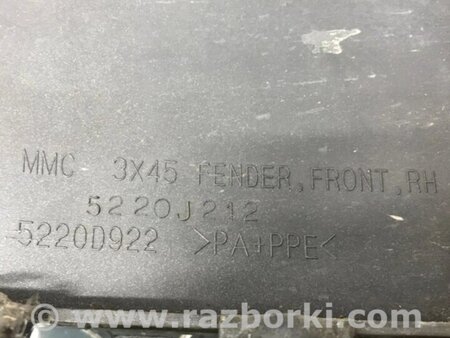 MMC 3X45 FENDER, FRONT, RH
5220J212
5220D922 >PA+PPE<
www.razborki.com